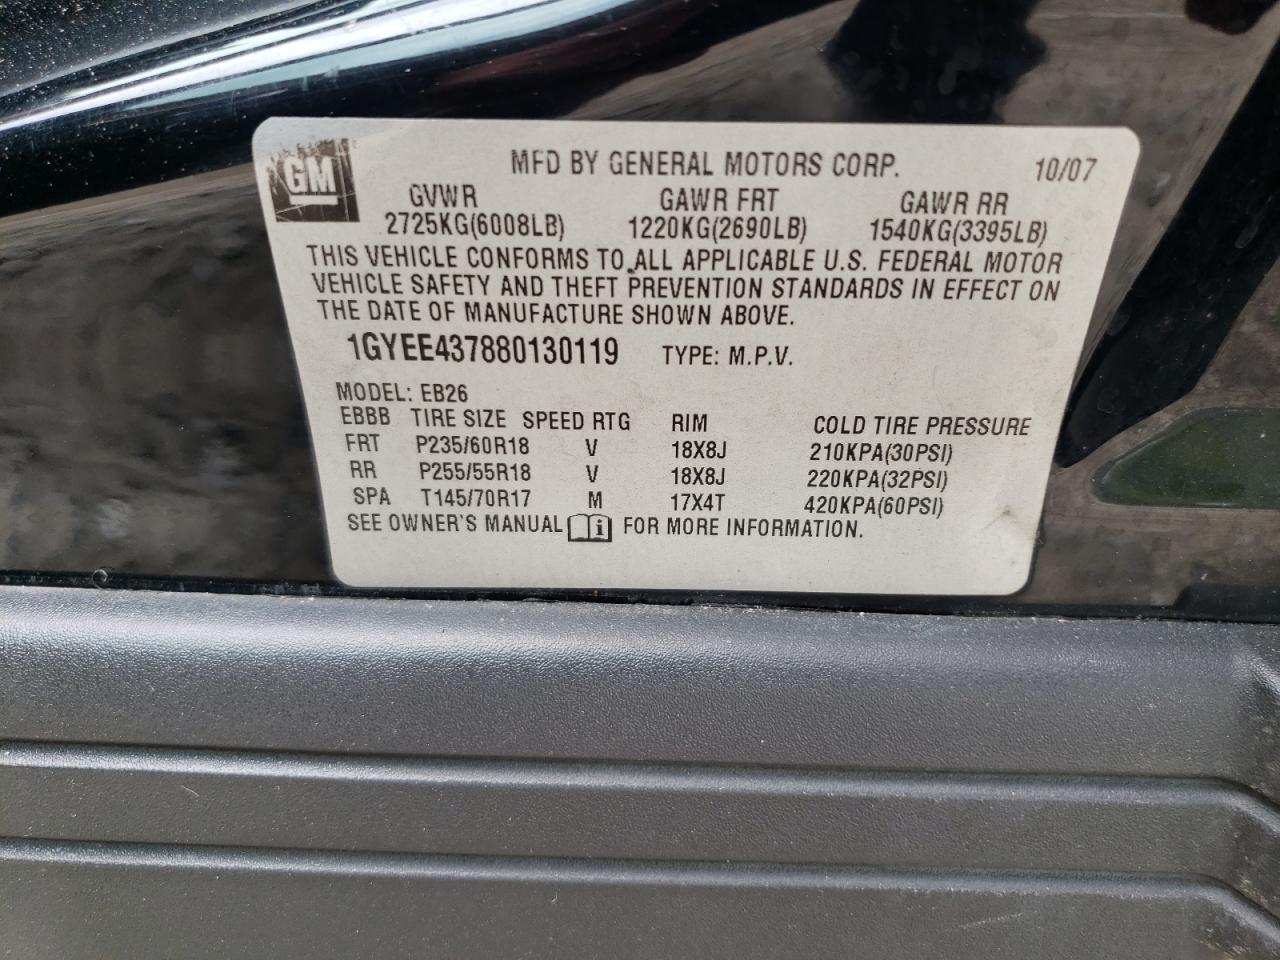 GM
MFD BY GENERAL MOTORS CORP. 10/07
GVWR GAWR FRT GAWR RR
2725KG(6008LB) 1220KG(2690LB) 1540KG(3395LB)
THIS VEHICLE CONFORMS TO ALL APPLICABLE U.S. FEDERAL MOTOR
VEHICLE SAFETY AND THEFT PREVENTION STANDARDS IN EFFECT ON
THE DATE OF MANUFACTURE SHOWN ABOVE.
1GYEE437880130119 TYPE: M.P.V.
MODEL: EB26
EBBB TIRE SIZE SPEED RTG RIM COLD TIRE PRESSURE
FRT P235/60R18 V 18X8J 210KPA(30PSI)
RR P255/55R18 V 18X8J 220KPA(32PSI)
SPA T145/70R17 M 17X4T 420KPA(60PSI)
SEE OWNER'S MANUAL i FOR MORE INFORMATION.